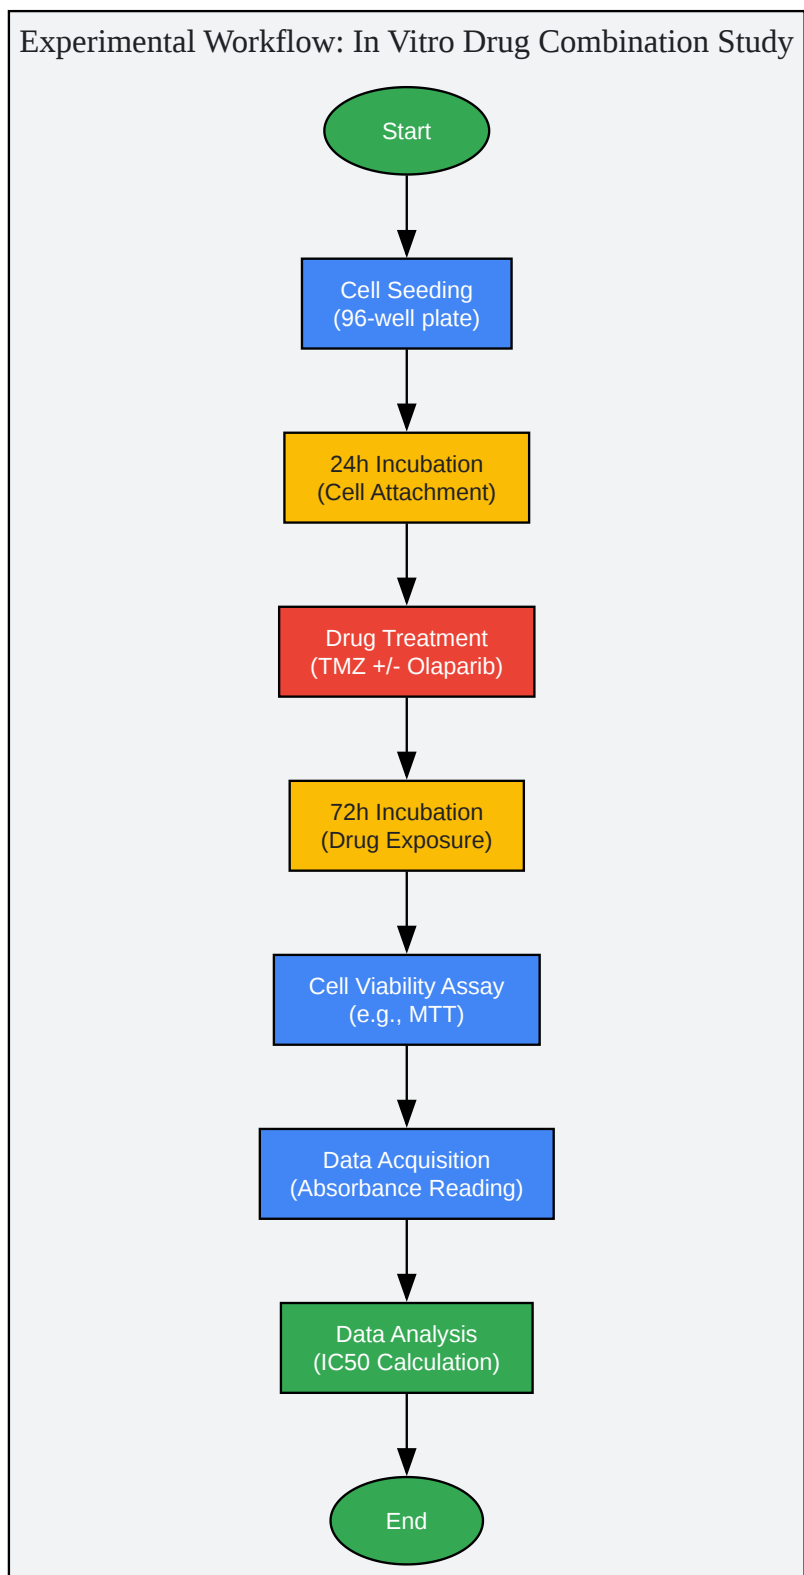 Experimental Workflow: In Vitro Drug Combination Study
Start
Cell Seeding
(96-well plate)
24h Incubation
(Cell Attachment)
Drug Treatment
(TMZ +/- Olaparib)
72h Incubation
(Drug Exposure)
Cell Viability Assay
(e.g., MTT)
Data Acquisition
(Absorbance Reading)
Data Analysis
(IC50 Calculation)
End